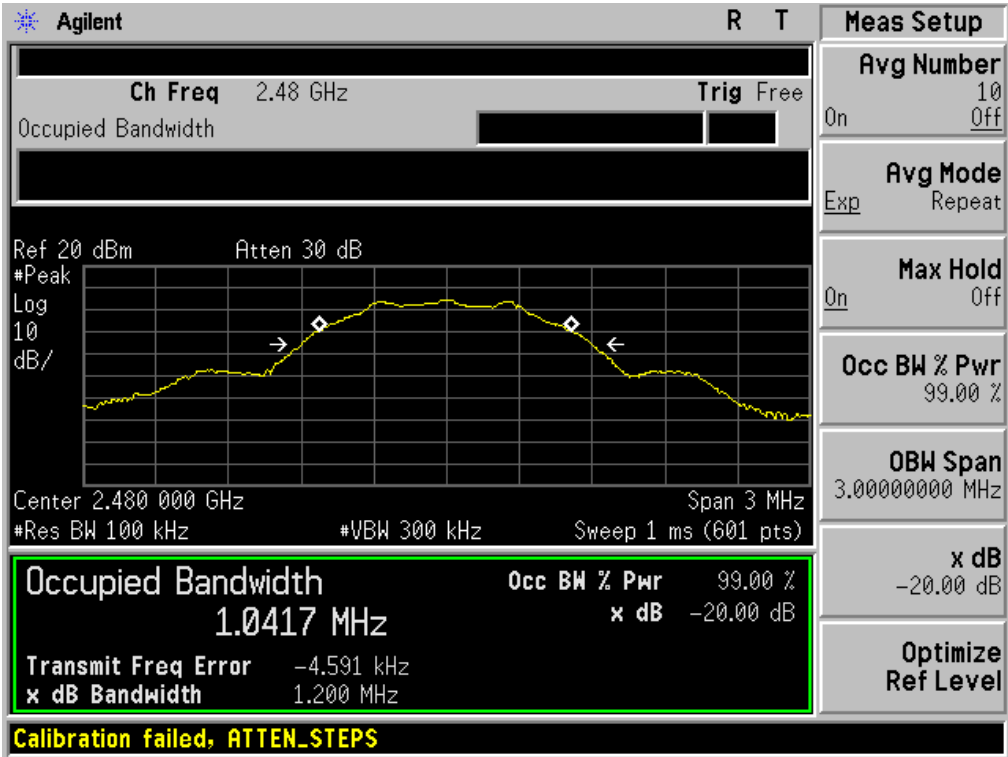 Agilent R T
Ch Freq 2.48 GHz Trig Free
Occupied Bandwidth
Ref 20 dBm Atten 30 dB
#Peak
Log
10
dB/
Center 2.480 000 GHz Span 3 MHz
#Res BW 100 kHz #VBW 300 kHz Sweep 1 ms (601 pts)
Occupied Bandwidth
1.0417 MHz
Occ BW % Pwr 99.00 %
x dB -20.00 dB
Transmit Freq Error -4.591 kHz
x dB Bandwidth 1.200 MHz
Calibration failed, ATTEN_STEPS
Meas Setup
Avg Number
10
On Off
Avg Mode
Exp Repeat
Max Hold
On Off
Occ BW % Pwr
99.00 %
OBW Span
3.00000000 MHz
x dB
-20.00 dB
Optimize
Ref Level